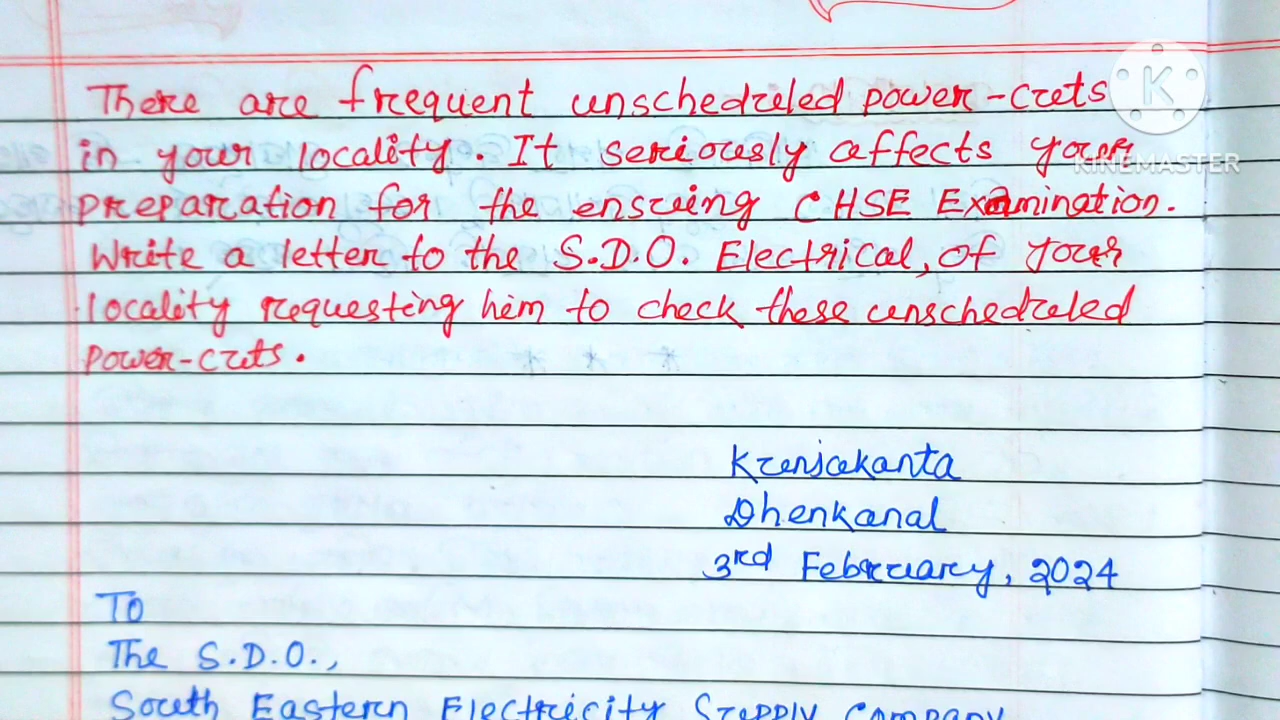 There are frequent unscheduled power-cuts
in your locality. It seriously affects your
preparation for the ensuing CHSE Examination.
Write a letter to the S.D.O. Electrical, of your
locality requesting him to check these unscheduled
power-cuts.
Kunjakanta
Dhenkanal
3rd February, 2024
To
The S.D.O.,
South Eastern Electricity Supply Company
K
KINEMASTER